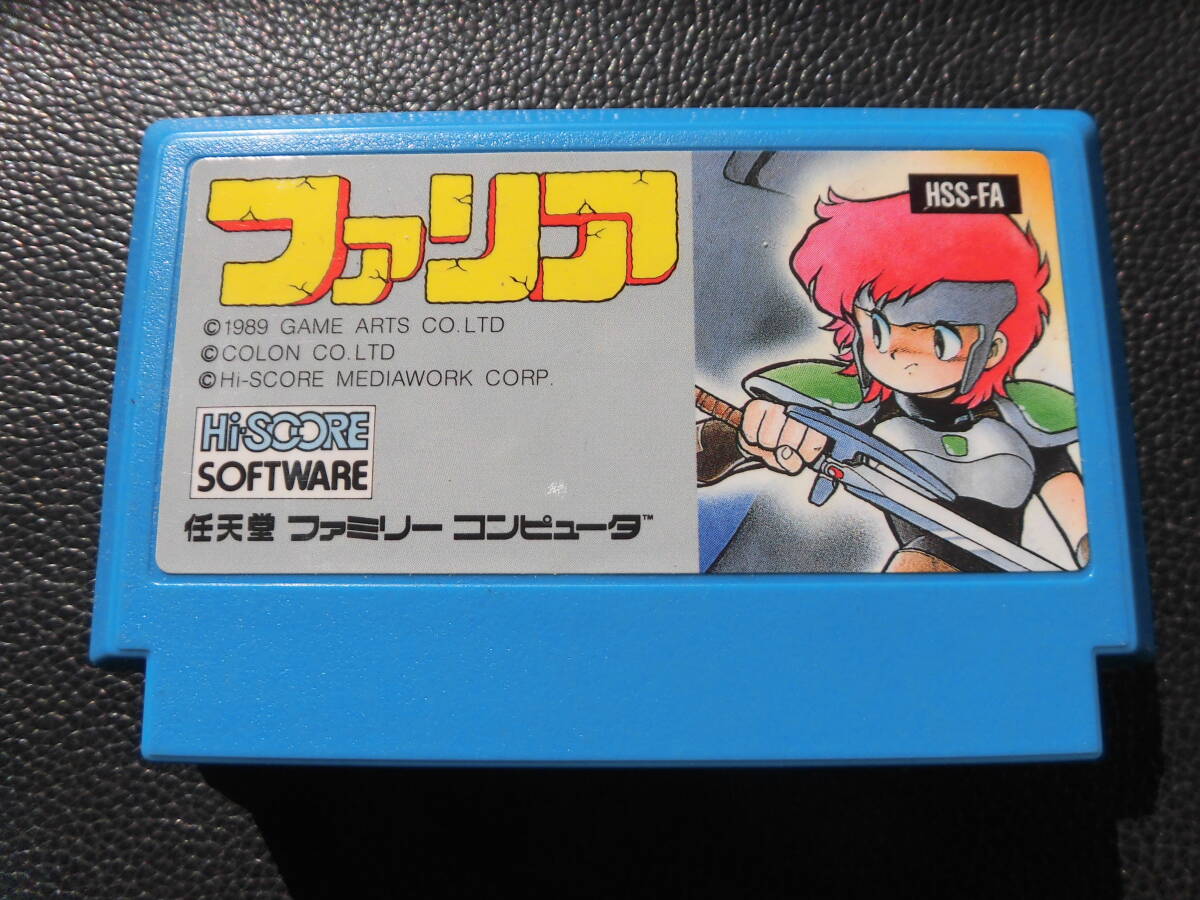 ファリア
HSS-FA
©1989 GAME ARTS CO.LTD
©COLON CO.LTD
©Hi-SCORE MEDIAWORK CORP.
Hi-SCORE
SOFTWARE
任天堂 ファミリー コンピュータ™